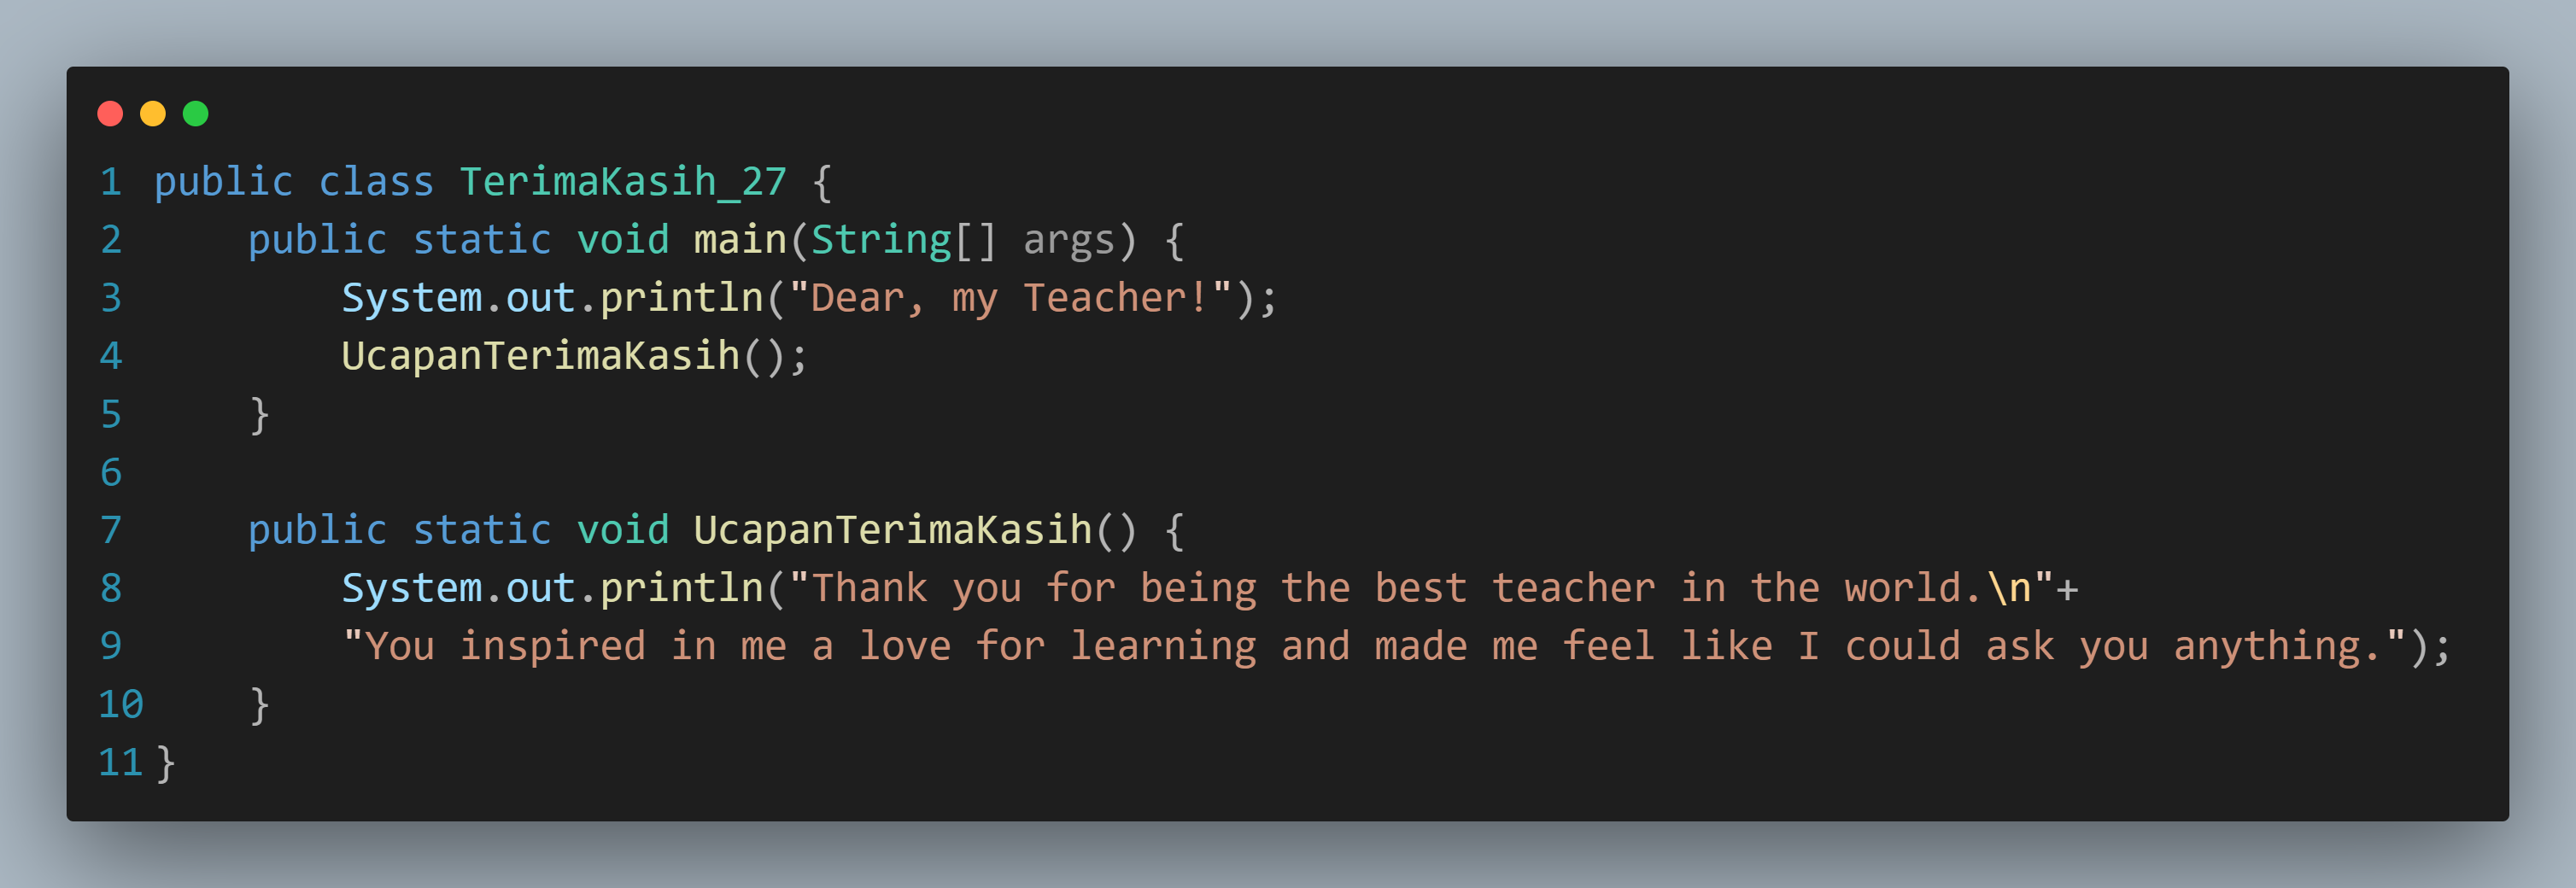 1 public class TerimaKasih_27 {
2     public static void main(String[] args) {
3         System.out.println("Dear, my Teacher!");
4         UcapanTerimaKasih();
5     }
6
7     public static void UcapanTerimaKasih() {
8         System.out.println("Thank you for being the best teacher in the world.\n"+
9         "You inspired in me a love for learning and made me feel like I could ask you anything.");
10     }
11 }